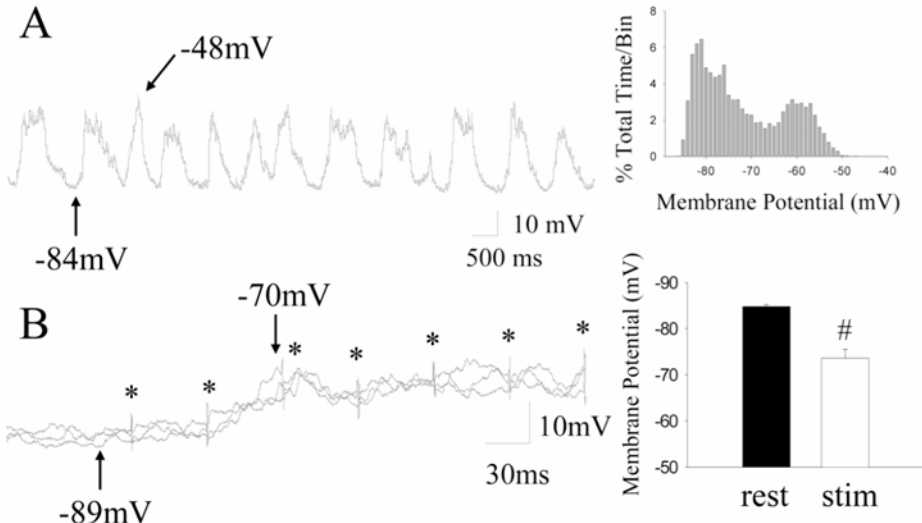 A
-48mV
-84mV
10 mV
500 ms
% Total Time/Bin
8
6
4
2
0
-80 -70 -60 -50 -40
Membrane Potential (mV)
B
-70mV
* * * * * * *
-89mV
10mV
30ms
Membrane Potential (mV)
-90
-80
-70
-60
-50
#
rest stim